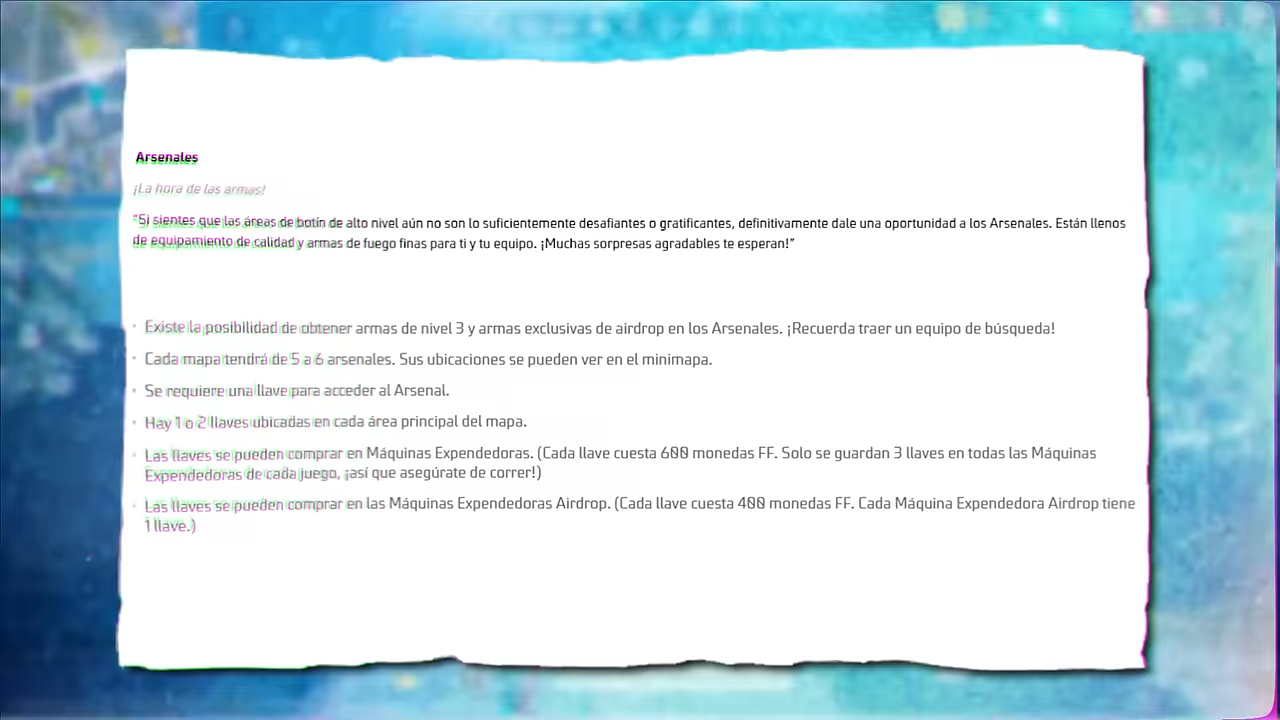 Arsenales
¡La hora de las armas!
"Si sientes que las áreas de botín de alto nivel aún no son lo suficientemente desafiantes o gratificantes, definitivamente dale una oportunidad a los Arsenales. Están llenos
de equipamiento de calidad y armas de fuego finas para ti y tu equipo. ¡Muchas sorpresas agradables te esperan!"
• Existe la posibilidad de obtener armas de nivel 3 y armas exclusivas de airdrop en los Arsenales. ¡Recuerda traer un equipo de búsqueda!
• Cada mapa tendrá de 5 a 6 arsenales. Sus ubicaciones se pueden ver en el minimapa.
• Se requiere una llave para acceder al Arsenal.
• Hay 1 o 2 llaves ubicadas en cada área principal del mapa.
• Las llaves se pueden comprar en Máquinas Expendedoras. (Cada llave cuesta 600 monedas FF. Solo se guardan 3 llaves en todas las Máquinas
Expendedoras de cada juego, ¡así que asegúrate de correr!)
• Las llaves se pueden comprar en las Máquinas Expendedoras Airdrop. (Cada llave cuesta 400 monedas FF. Cada Máquina Expendedora Airdrop tiene
1 llave.)